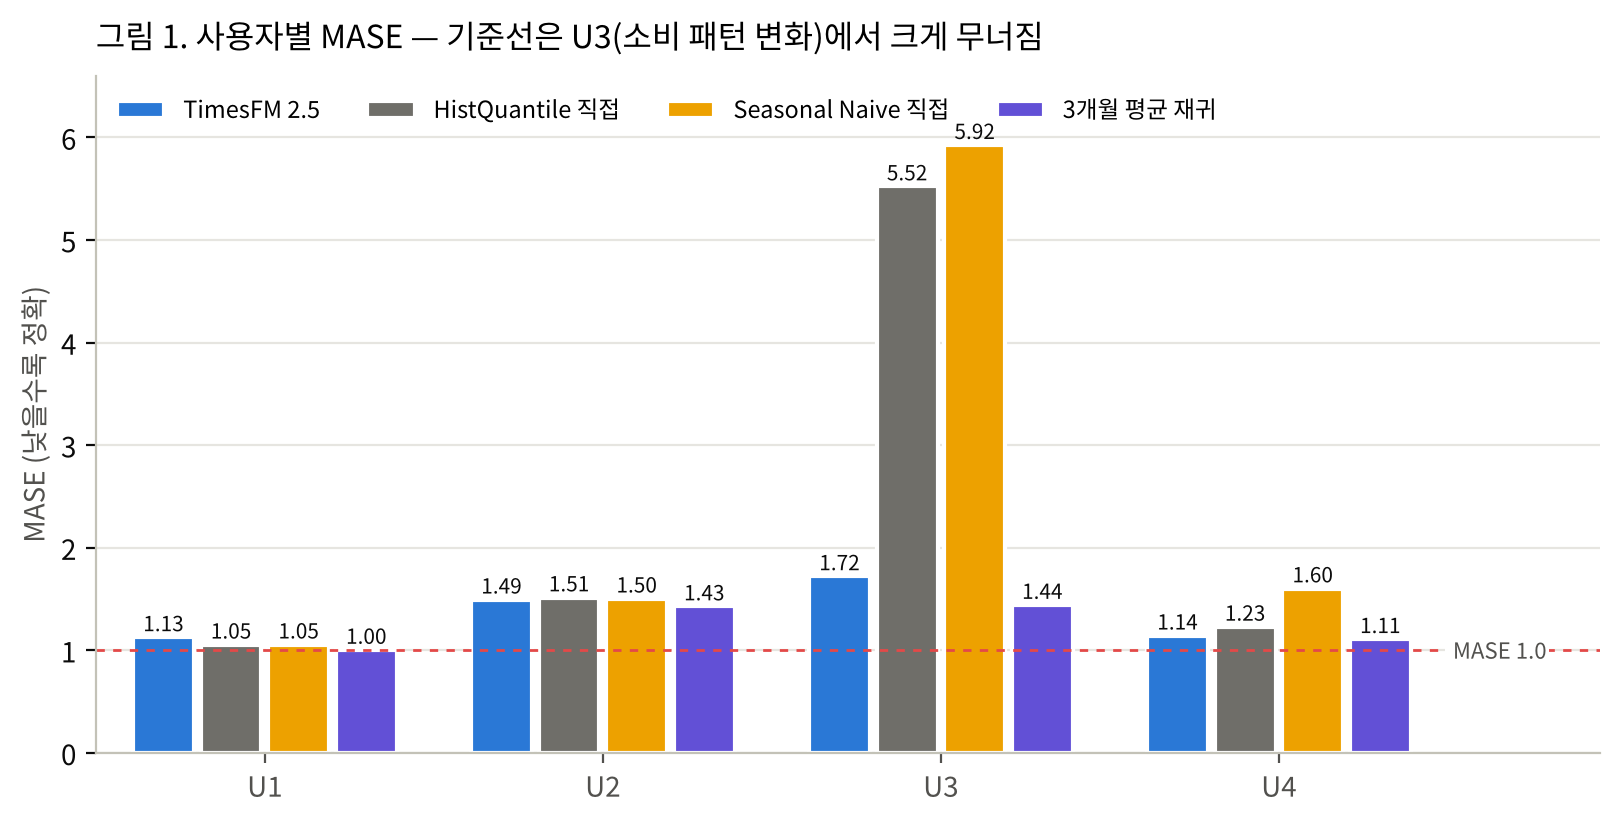 그림 1. 사용자별 MASE — 기준선은 U3(소비 패턴 변화)에서 크게 무너짐
TimesFM 2.5 HistQuantile 직접 Seasonal Naive 직접 3개월 평균 재귀
MASE (낮을수록 정확)
6
5
4
3
2
1
0
1.13 1.05 1.05 1.00
1.49 1.51 1.50 1.43
1.72 5.52 5.92 1.44
1.14 1.23 1.60 1.11
MASE 1.0
U1 U2 U3 U4